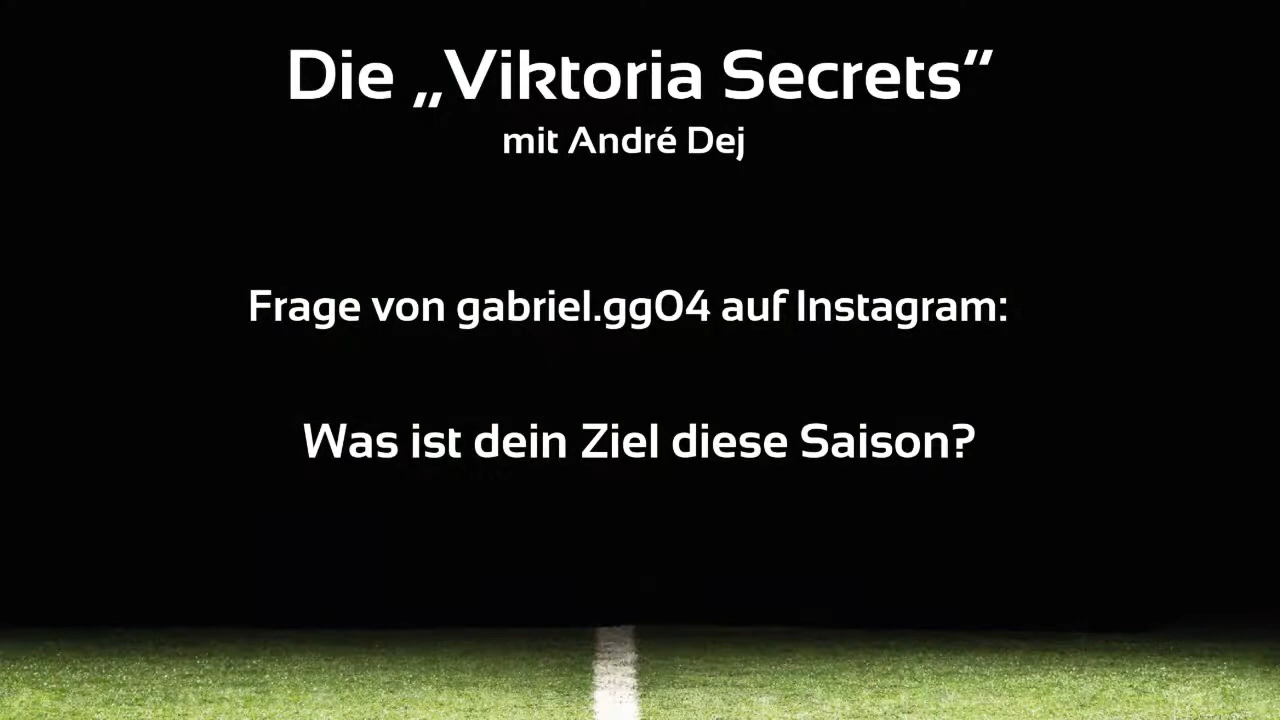 Die „Viktoria Secrets“
mit André Dej
Frage von gabriel.gg04 auf Instagram:
Was ist dein Ziel diese Saison?